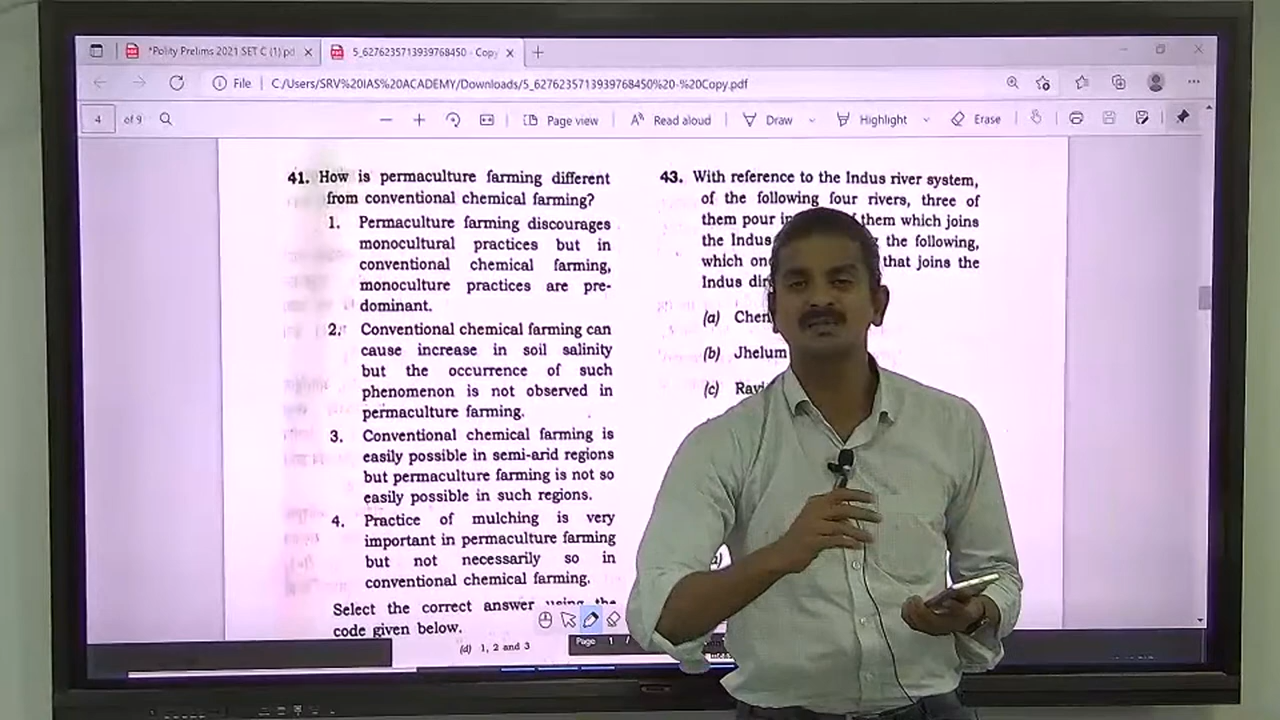 *Polity Prelims 2021 SET C (1).pd
5_6276235713939768450 - Copy
File C:/Users/SRV%20IAS%20ACADEMY/Downloads/5_6276235713939768450%20-%20Copy.pdf
4 of 9 Page view Read aloud Draw Highlight Erase
41. How is permaculture farming different
from conventional chemical farming?
1. Permaculture farming discourages
monocultural practices but in
conventional chemical farming,
monoculture practices are pre-
dominant.
2. Conventional chemical farming can
cause increase in soil salinity
but the occurrence of such
phenomenon is not observed in
permaculture farming.
3. Conventional chemical farming is
easily possible in semi-arid regions
but permaculture farming is not so
easily possible in such regions.
4. Practice of mulching is very
important in permaculture farming
but not necessarily so in
conventional chemical farming.
Select the correct answer using the
code given below.
(d) 1, 2 and 3
Page 1 /
43. With reference to the Indus river system,
of the following four rivers, three of
them pour them which joins
the Indus the following,
which that joins the
Indus
(a)
(b) Jhelum
(c)